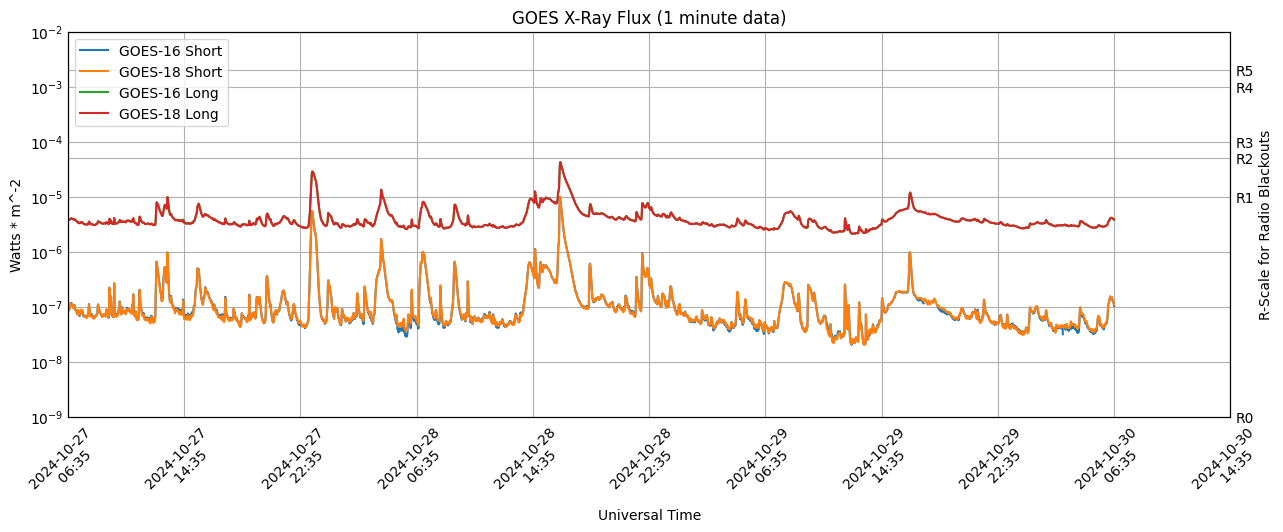 GOES X-Ray Flux (1 minute data)
GOES-16 Short
GOES-18 Short
GOES-16 Long
GOES-18 Long
10^-2
10^-3
10^-4
10^-5
10^-6
10^-7
10^-8
10^-9
Watts * m^-2
R5
R4
R3
R2
R1
R0
R-Scale for Radio Blackouts
2024-10-27
06:35
2024-10-27
14:35
2024-10-27
22:35
2024-10-28
06:35
2024-10-28
14:35
2024-10-28
22:35
2024-10-29
06:35
2024-10-29
14:35
2024-10-29
22:35
2024-10-30
06:35
2024-10-30
14:35
Universal Time